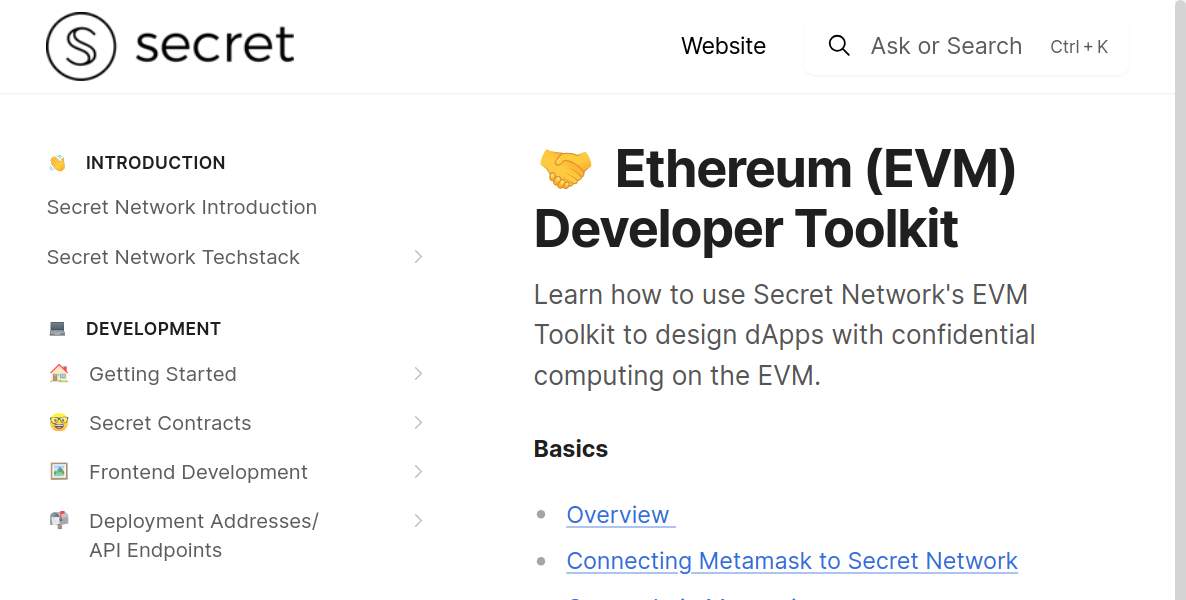 secret
Website
Ask or Search
Ctrl + K
INTRODUCTION
Secret Network Introduction
Secret Network Techstack
DEVELOPMENT
Getting Started
Secret Contracts
Frontend Development
Deployment Addresses/
API Endpoints
Ethereum (EVM)
Developer Toolkit
Learn how to use Secret Network's EVM
Toolkit to design dApps with confidential
computing on the EVM.
Basics
Overview
Connecting Metamask to Secret Network